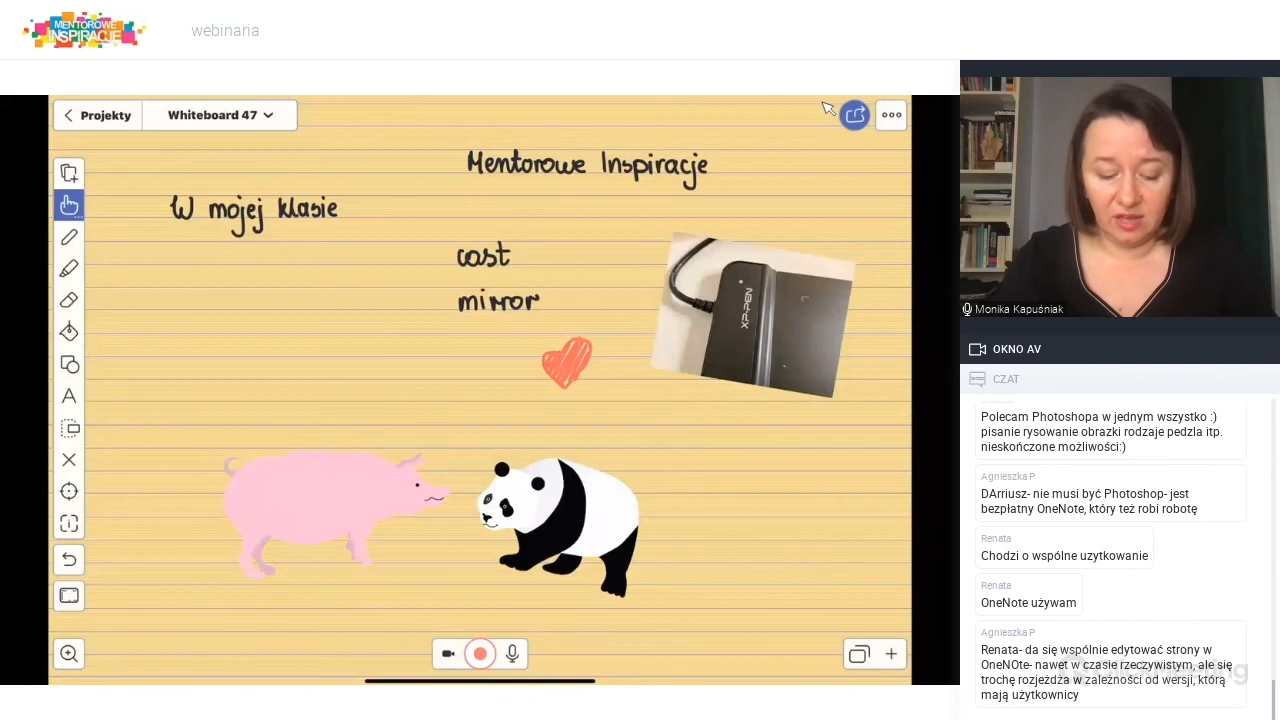 MENTOROWE
INSPIRACJE
webinaria
Projekty
Whiteboard 47
Mentorowe Inspiracje
W mojej klasie
cast
mirror
XP-PEN
A
Monika Kapuśniak
OKNO AV
CZAT
Polecam Photoshopa w jednym wszystko :)
pisanie rysowanie obrazki rodzaje pedzla itp.
nieskończone możliwości:)
Agnieszka P
DArriusz- nie musi być Photoshop- jest
bezpłatny OneNote, który też robi robotę
Renata
Chodzi o wspólne uzytkowanie
Renata
OneNote używam
Agnieszka P
Renata- da się wspólnie edytować strony w
OneNOte- nawet w czasie rzeczywistym, ale się
trochę rozjeżdża w zależności od wersji, którą
mają użytkownicy